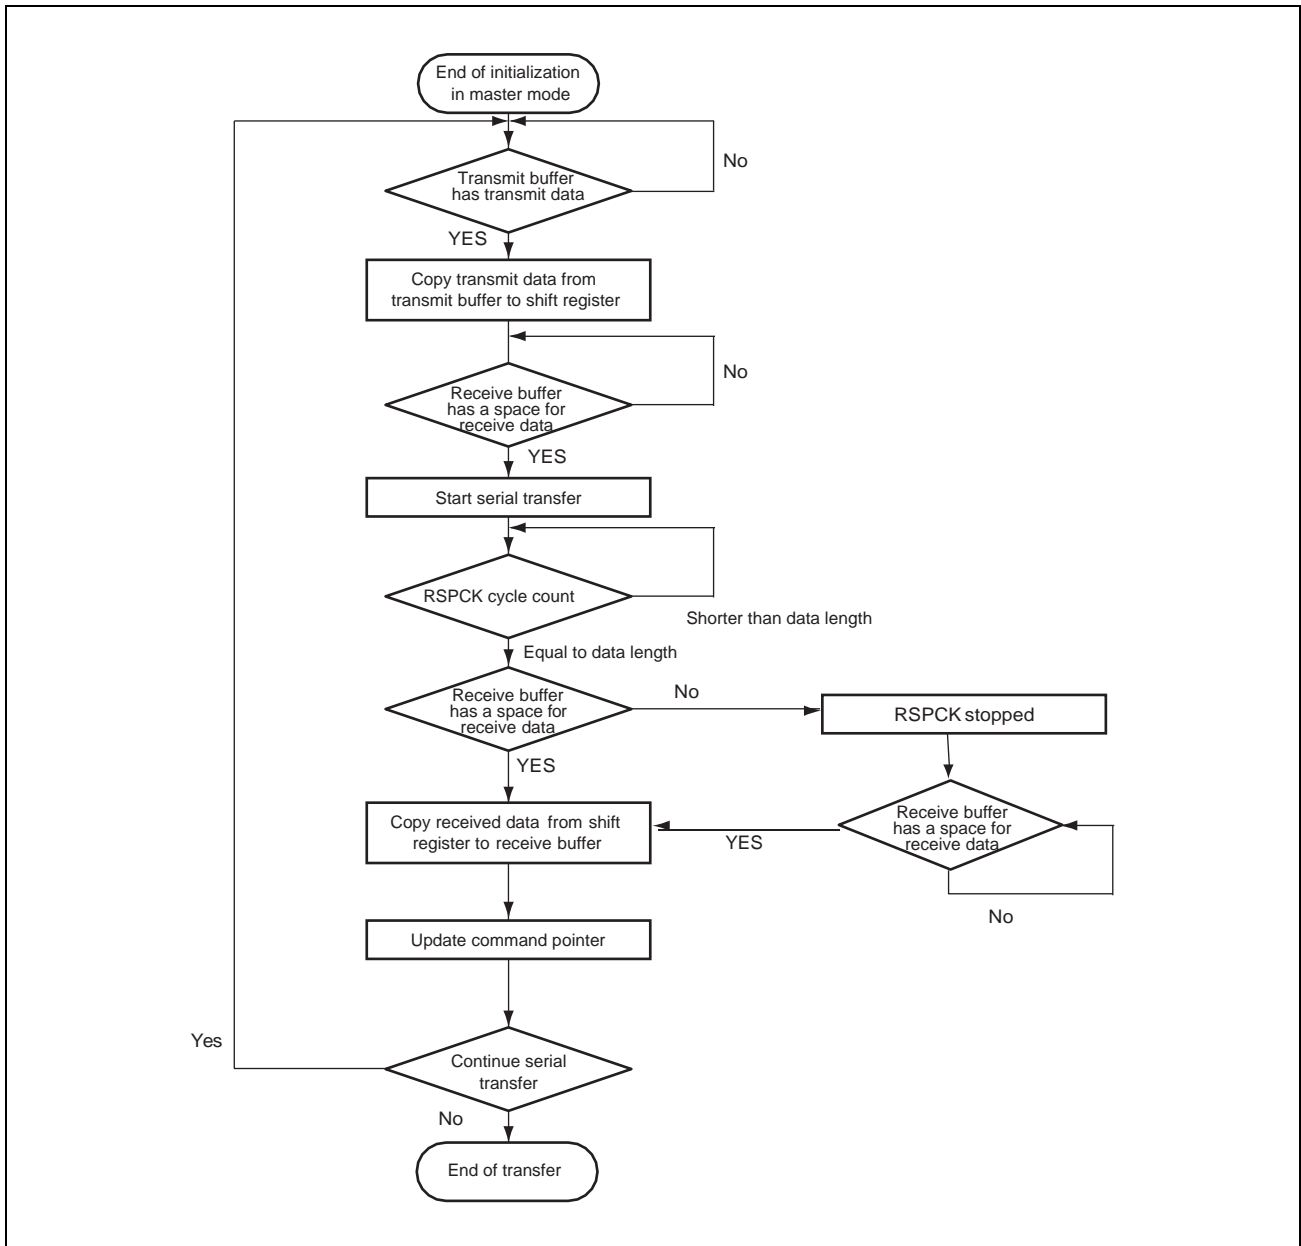 End of initialization
in master mode
No
Transmit buffer
has transmit data
YES
Copy transmit data from
transmit buffer to shift register
No
Receive buffer
has a space for
receive data
YES
Start serial transfer
RSPCK cycle count
Shorter than data length
Equal to data length
Receive buffer
has a space for
receive data
No
RSPCK stopped
YES
Copy received data from shift
register to receive buffer
YES
Receive buffer
has a space for
receive data
No
Update command pointer
Yes
Continue serial
transfer
No
End of transfer